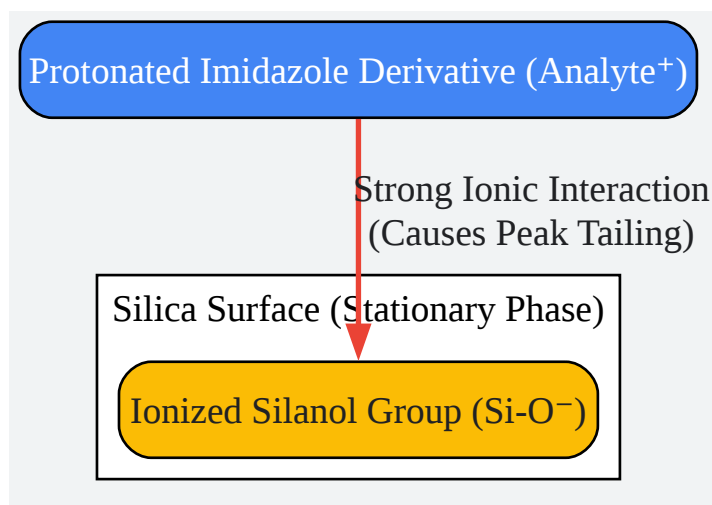 Protonated Imidazole Derivative (Analyte⁺)
Strong Ionic Interaction
(Causes Peak Tailing)
Silica Surface (Stationary Phase)
Ionized Silanol Group (Si-O⁻)